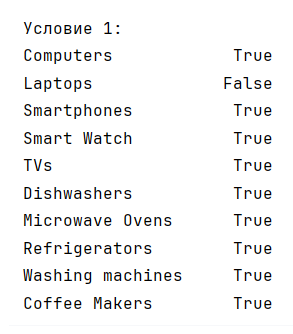 Условие 1:
Computers True
Laptops False
Smartphones True
Smart Watch True
TVs True
Dishwashers True
Microwave Ovens True
Refrigerators True
Washing machines True
Coffee Makers True